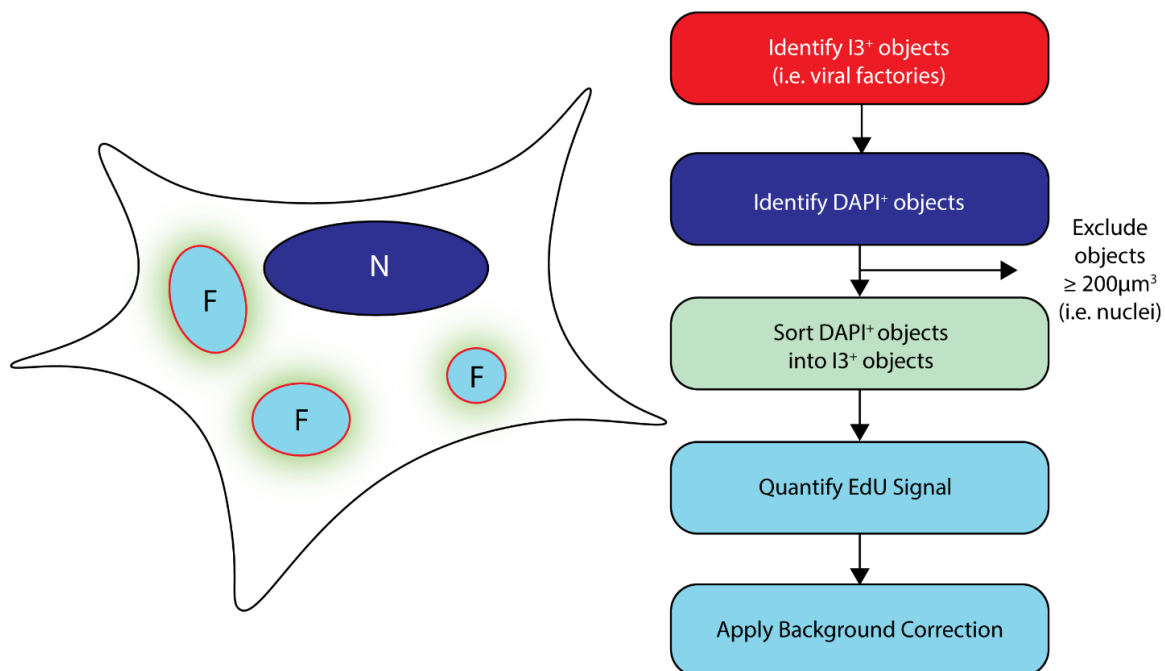 Identify I3⁺ objects
(i.e. viral factories)
Identify DAPI⁺ objects
Exclude
objects
≥ 200µm³
(i.e. nuclei)
Sort DAPI⁺ objects
into I3⁺ objects
Quantify EdU Signal
Apply Background Correction
N
F
F
F